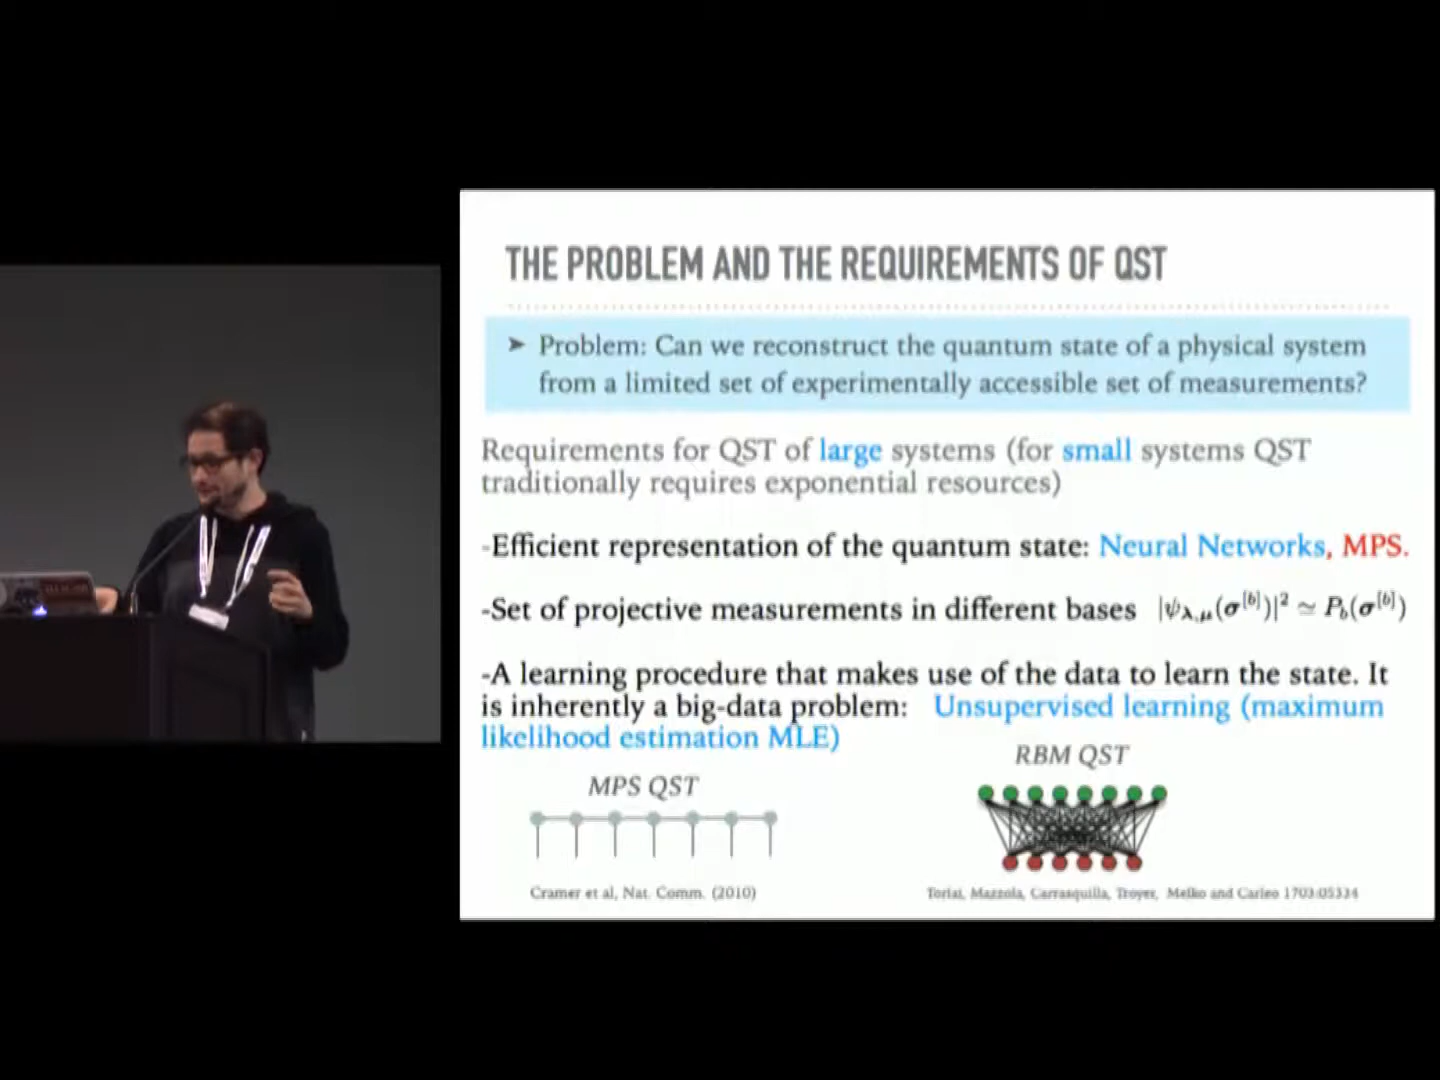 THE PROBLEM AND THE REQUIREMENTS OF QST
➤ Problem: Can we reconstruct the quantum state of a physical system
from a limited set of experimentally accessible set of measurements?
Requirements for QST of large systems (for small systems QST
traditionally requires exponential resources)
-Efficient representation of the quantum state: Neural Networks, MPS.
-Set of projective measurements in different bases |ψλ,μ(σ[b])|² ≃ Pb(σ[b])
-A learning procedure that makes use of the data to learn the state. It
is inherently a big-data problem: Unsupervised learning (maximum
likelihood estimation MLE)
MPS QST
RBM QST
Cramer et al, Nat. Comm. (2010)
Torlai, Mazzola, Carrasquilla, Troyer, Melko and Carleo 1703.05334